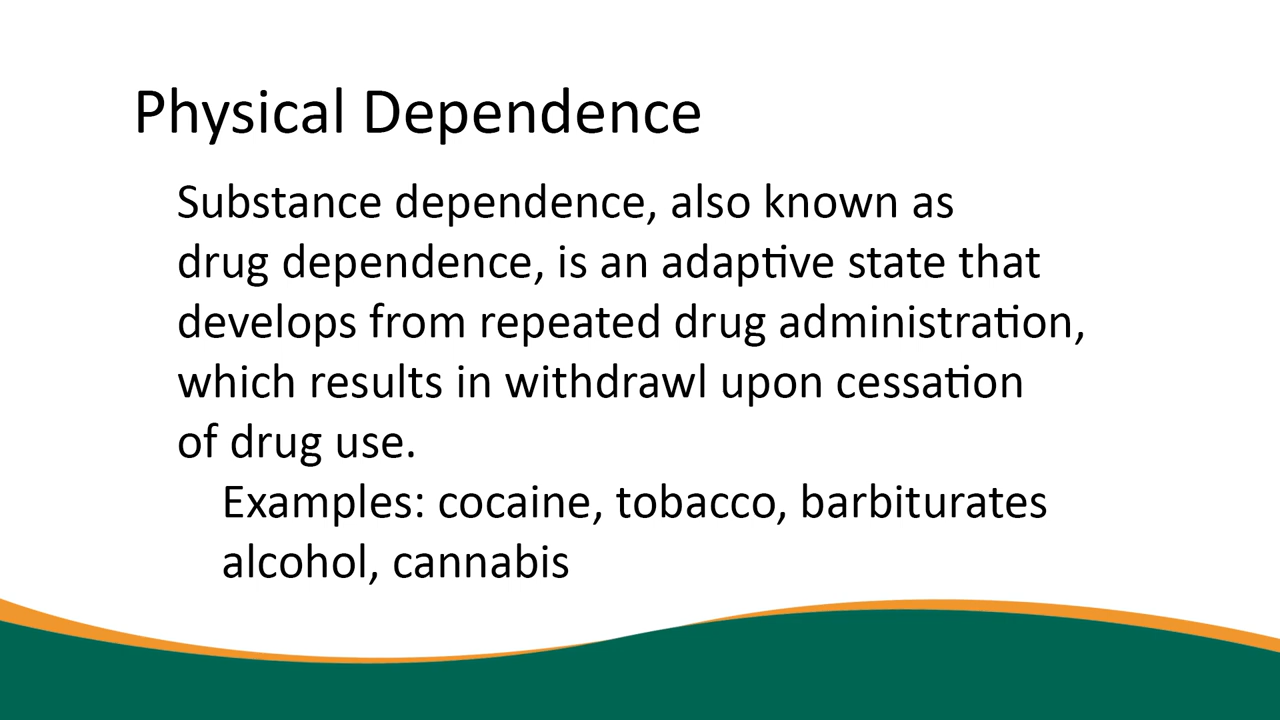 Physical Dependence
Substance dependence, also known as
drug dependence, is an adaptive state that
develops from repeated drug administration,
which results in withdrawl upon cessation
of drug use.
Examples: cocaine, tobacco, barbiturates
alcohol, cannabis